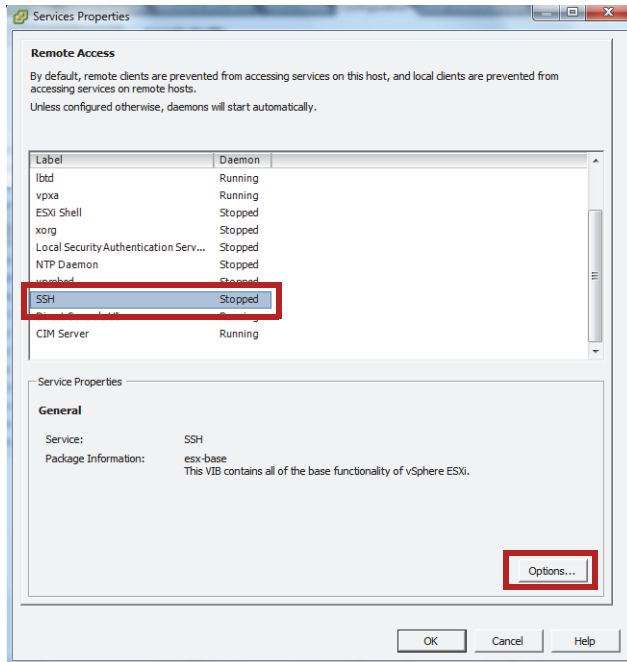 Services Properties
Remote Access
By default, remote clients are prevented from accessing services on this host, and local clients are prevented from
accessing services on remote hosts.
Unless configured otherwise, daemons will start automatically.
Label Daemon
lbtd Running
vpxa Running
ESXi Shell Stopped
xorg Stopped
Local Security Authentication Serv... Stopped
NTP Daemon Stopped
Stopped
SSH Stopped
CIM Server Running
Service Properties
General
Service: SSH
Package Information: esx-base
This VIB contains all of the base functionality of vSphere ESXi.
Options...
OK Cancel Help